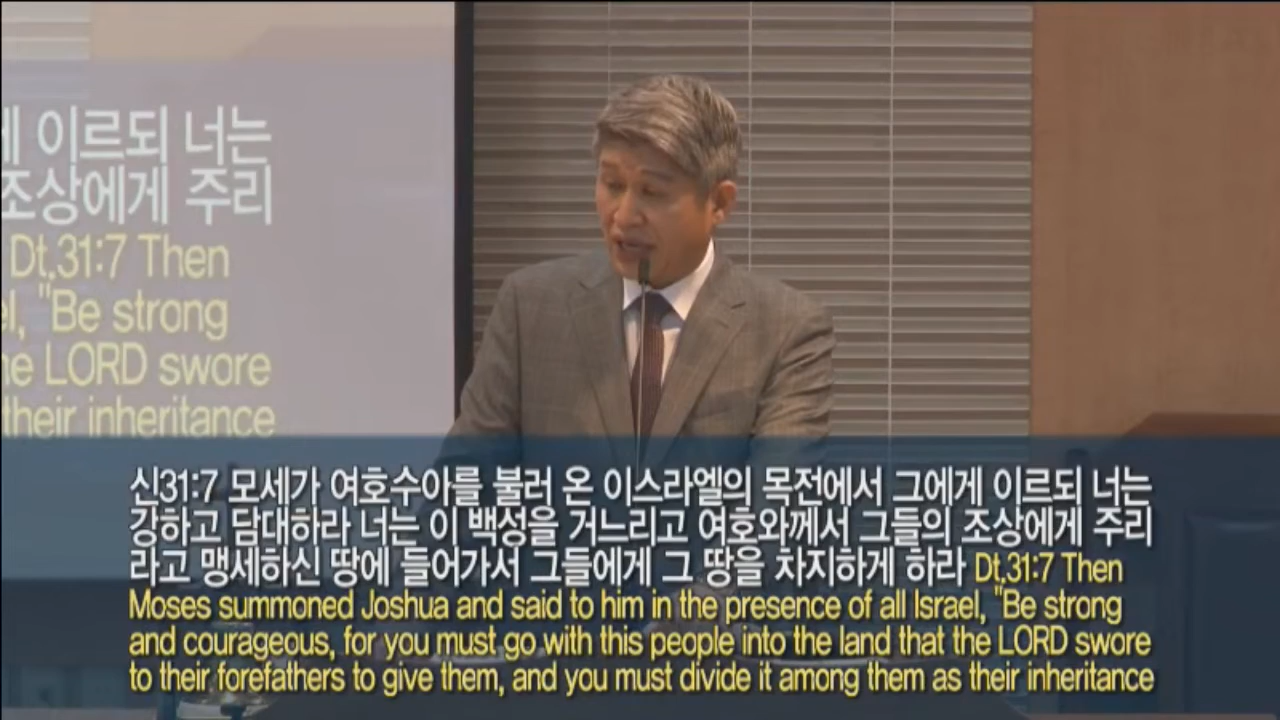 게 이르되 너는
조상에게 주리
Dt,31:7 Then
el, "Be strong
he LORD swore
their inheritance
신31:7 모세가 여호수아를 불러 온 이스라엘의 목전에서 그에게 이르되 너는
강하고 담대하라 너는 이 백성을 거느리고 여호와께서 그들의 조상에게 주리
라고 맹세하신 땅에 들어가서 그들에게 그 땅을 차지하게 하라 Dt,31:7 Then
Moses summoned Joshua and said to him in the presence of all Israel, "Be strong
and courageous, for you must go with this people into the land that the LORD swore
to their forefathers to give them, and you must divide it among them as their inheritance